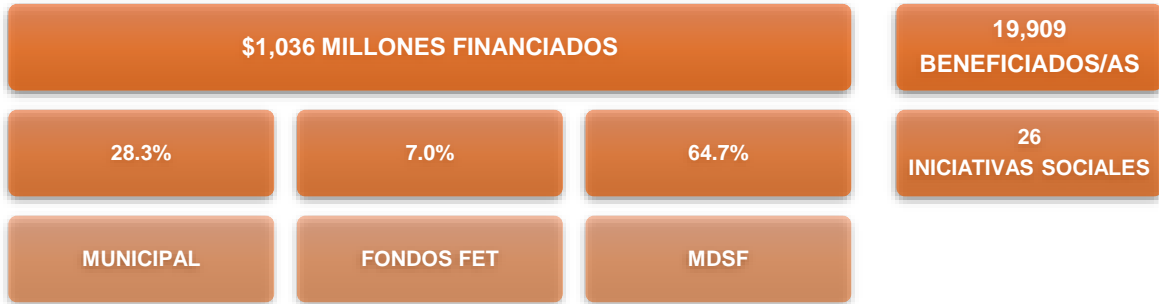 $1,036 MILLONES FINANCIADOS
19,909
BENEFICIADOS/AS
28.3%
7.0%
64.7%
26
INICIATIVAS SOCIALES
MUNICIPAL
FONDOS FET
MDSF